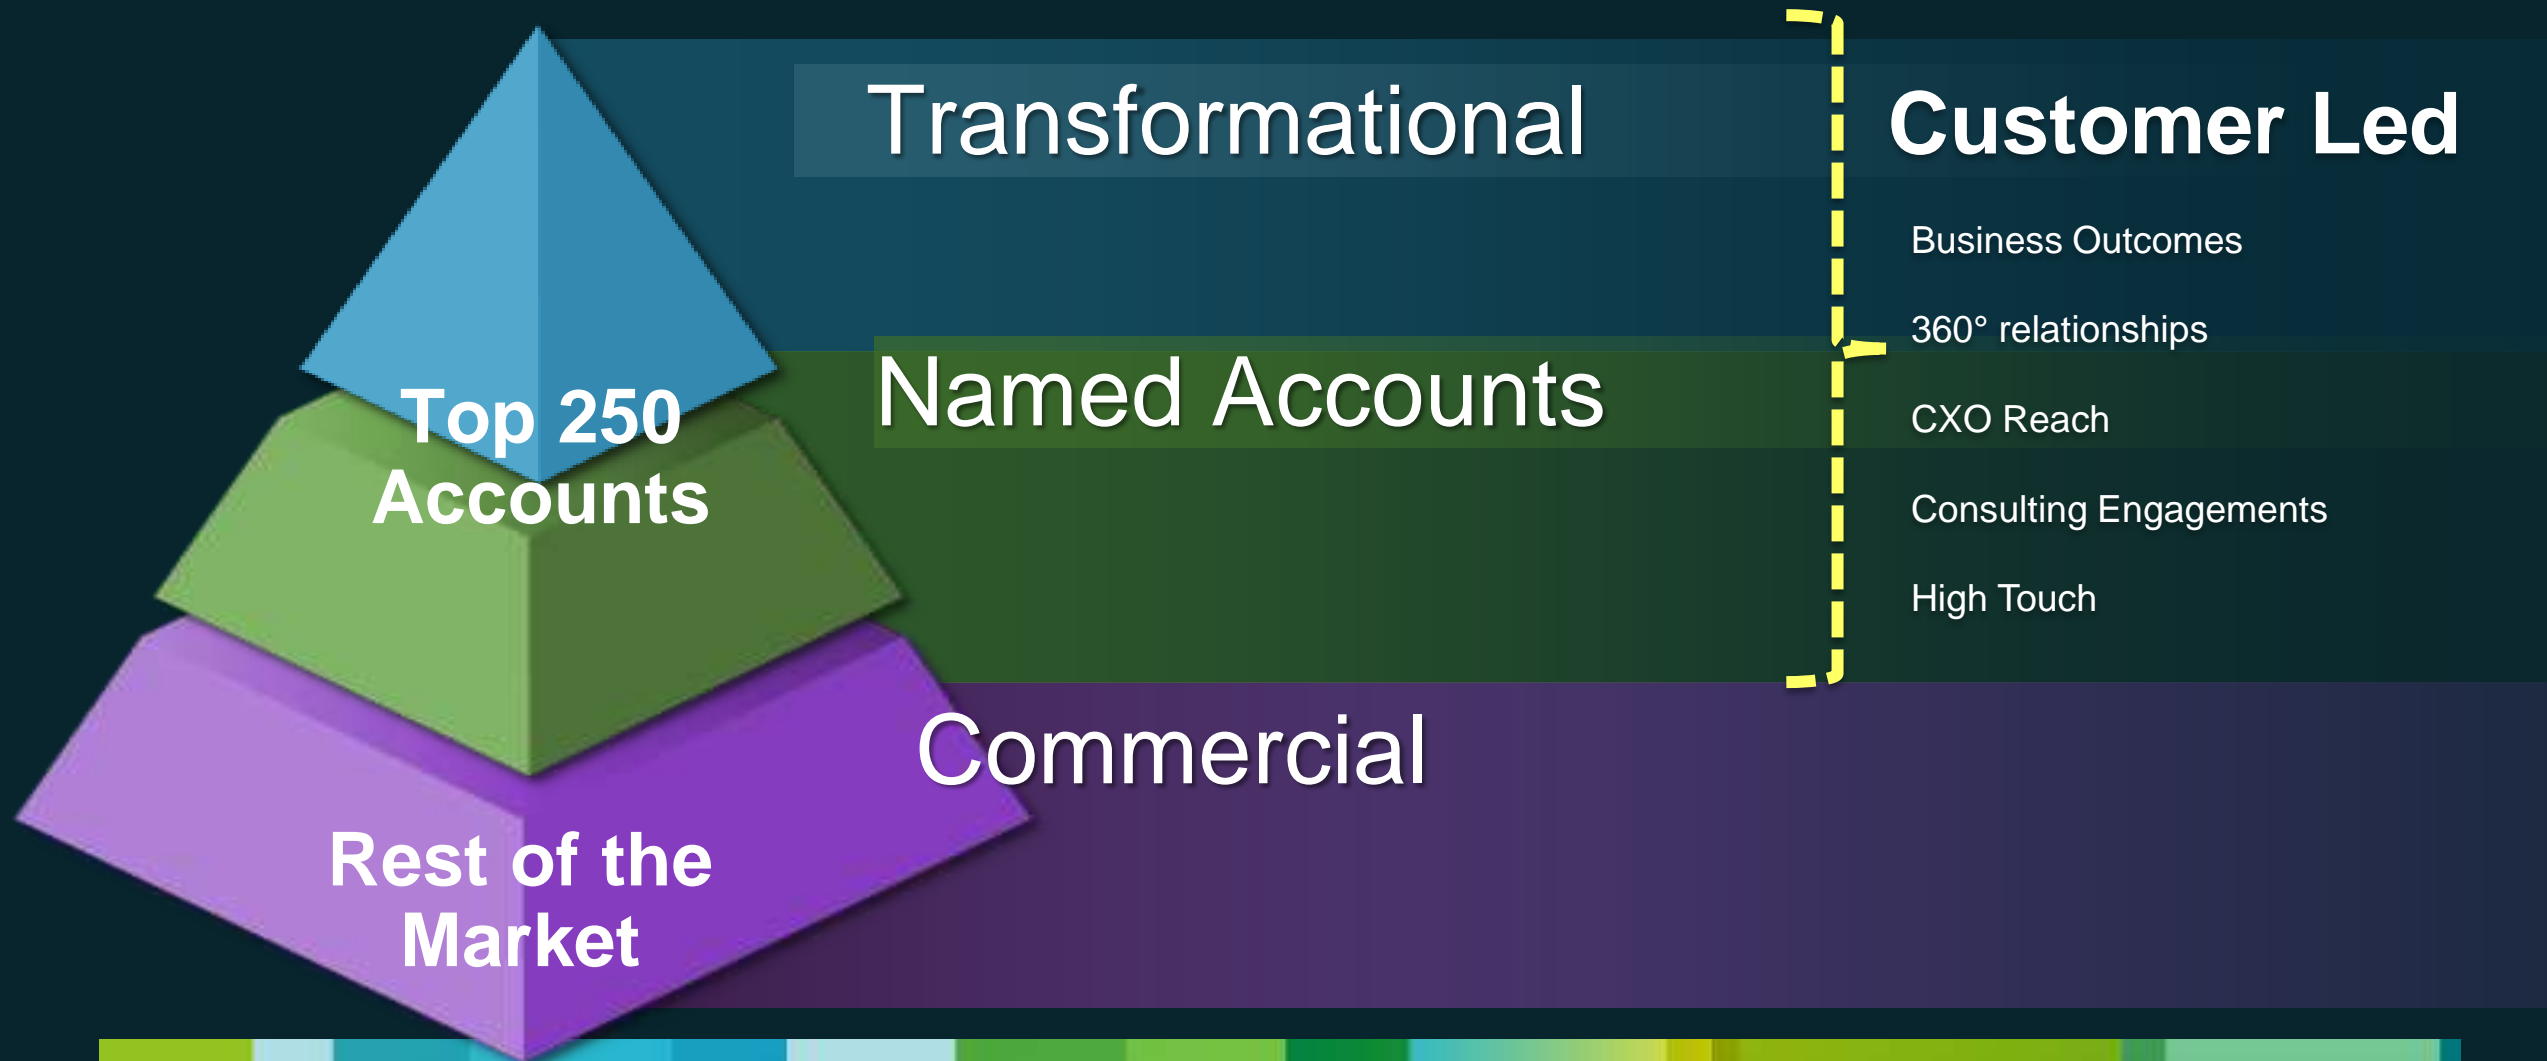 Transformational
Customer Led
Business Outcomes
360° relationships
Top 250
Accounts
Named Accounts
CXO Reach
Consulting Engagements
High Touch
Commercial
Rest of the
Market